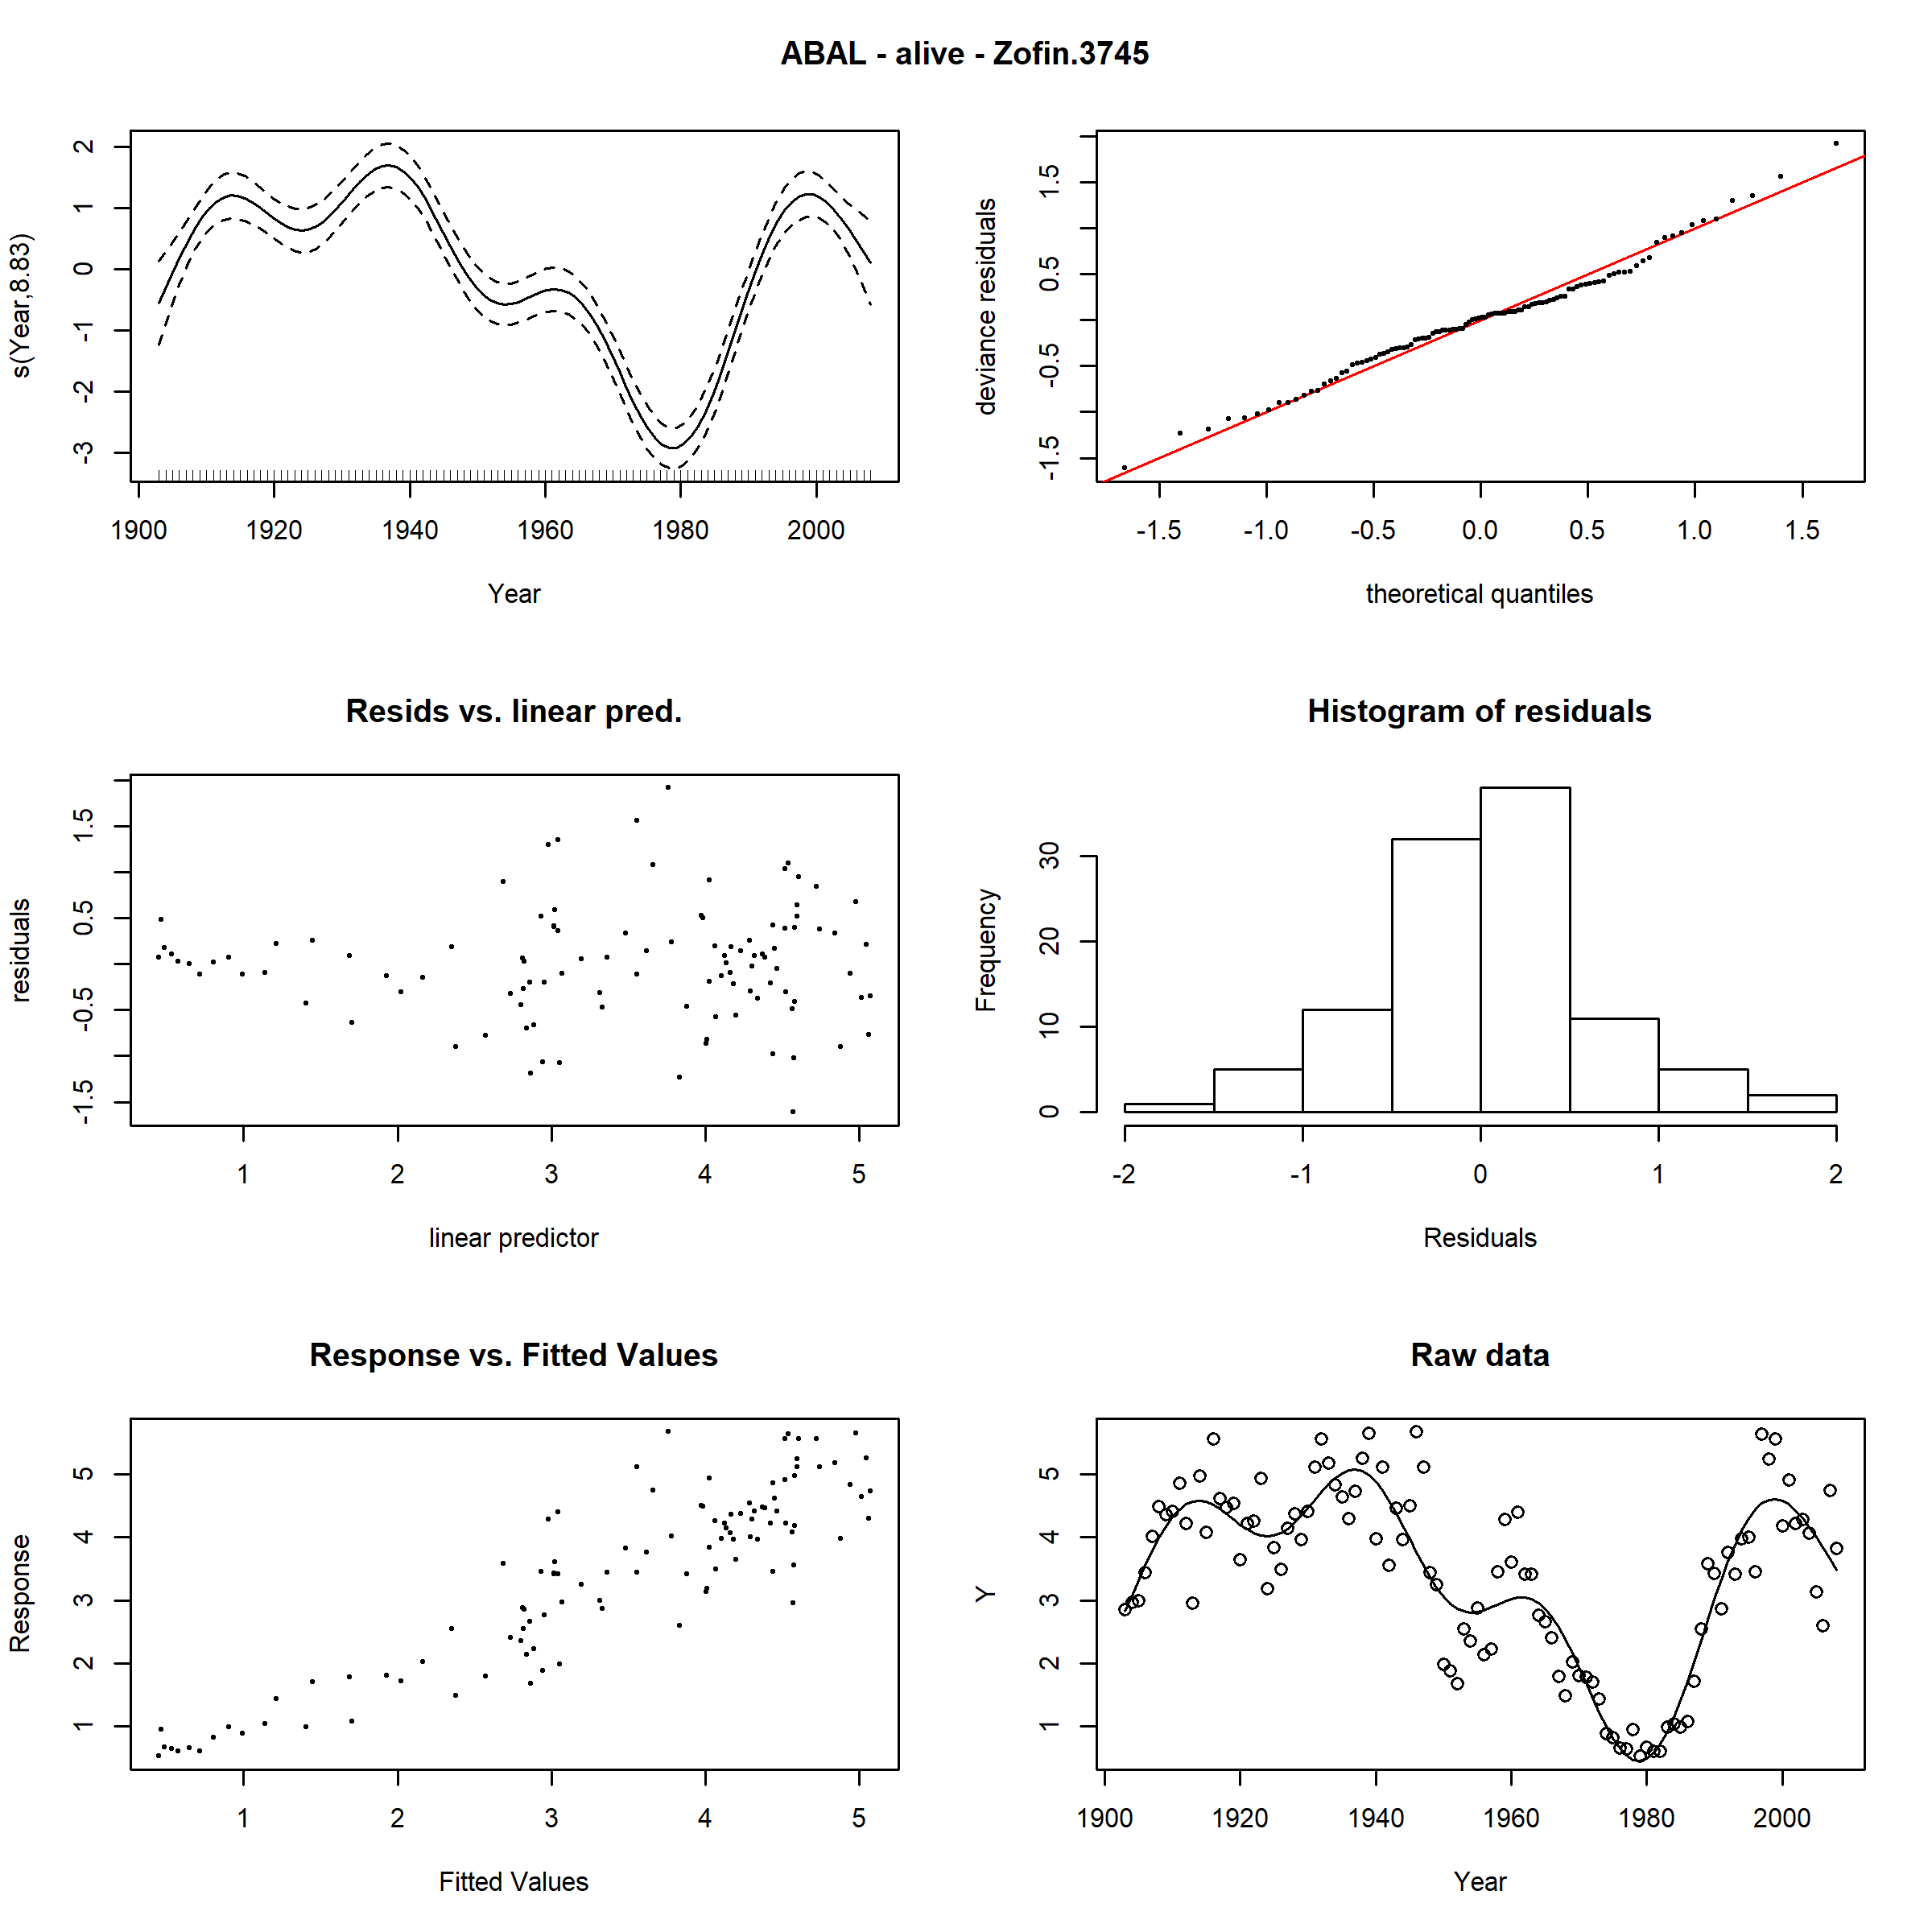 ABAL - alive - Zofin.3745
s(Year,8.83)
2
1
0
-1
-2
-3
1900 1920 1940 1960 1980 2000
Year
deviance residuals
1.5
0.5
-0.5
-1.5
-1.5 -1.0 -0.5 0.0 0.5 1.0 1.5
theoretical quantiles
Resids vs. linear pred.
residuals
1.5
0.5
-0.5
-1.5
1 2 3 4 5
linear predictor
Histogram of residuals
Frequency
30
20
10
0
-2 -1 0 1 2
Residuals
Response vs. Fitted Values
Response
5
4
3
2
1
1 2 3 4 5
Fitted Values
Raw data
Y
5
4
3
2
1
1900 1920 1940 1960 1980 2000
Year